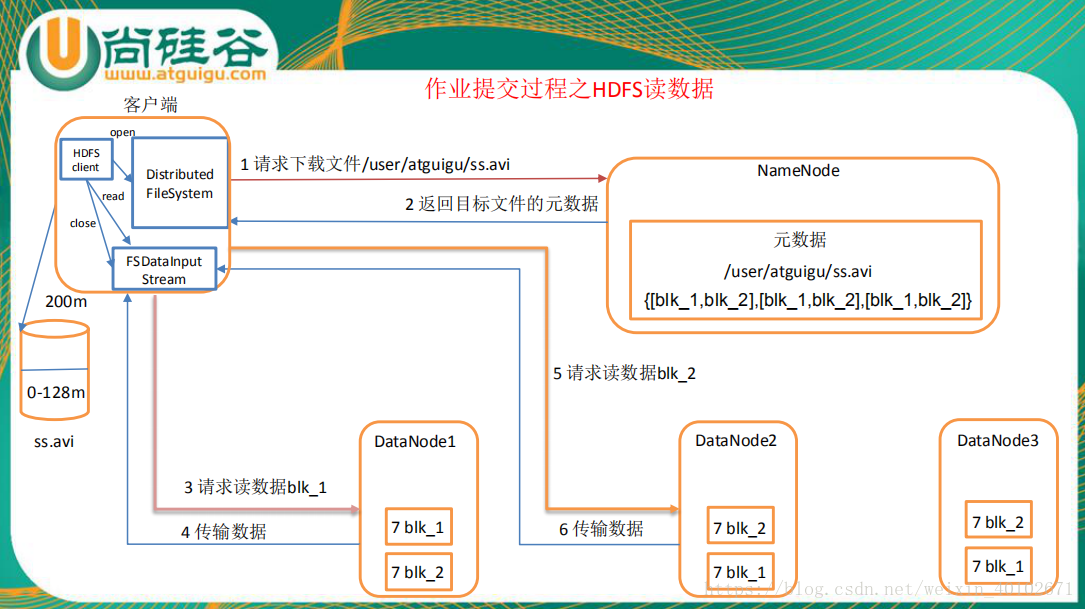 尚硅谷
www.atguigu.com
作业提交过程之HDFS读数据
客户端
open
HDFS
client
Distributed
FileSystem
read
close
FSDataInput
Stream
1 请求下载文件/user/atguigu/ss.avi
2 返回目标文件的元数据
NameNode
元数据
/user/atguigu/ss.avi
{[blk_1,blk_2],[blk_1,blk_2],[blk_1,blk_2]}
200m
0-128m
ss.avi
5 请求读数据blk_2
3 请求读数据blk_1
4 传输数据
6 传输数据
DataNode1
7 blk_1
7 blk_2
DataNode2
7 blk_2
7 blk_1
DataNode3
7 blk_2
7 blk_1
https://blog.csdn.net/weixin_40102671